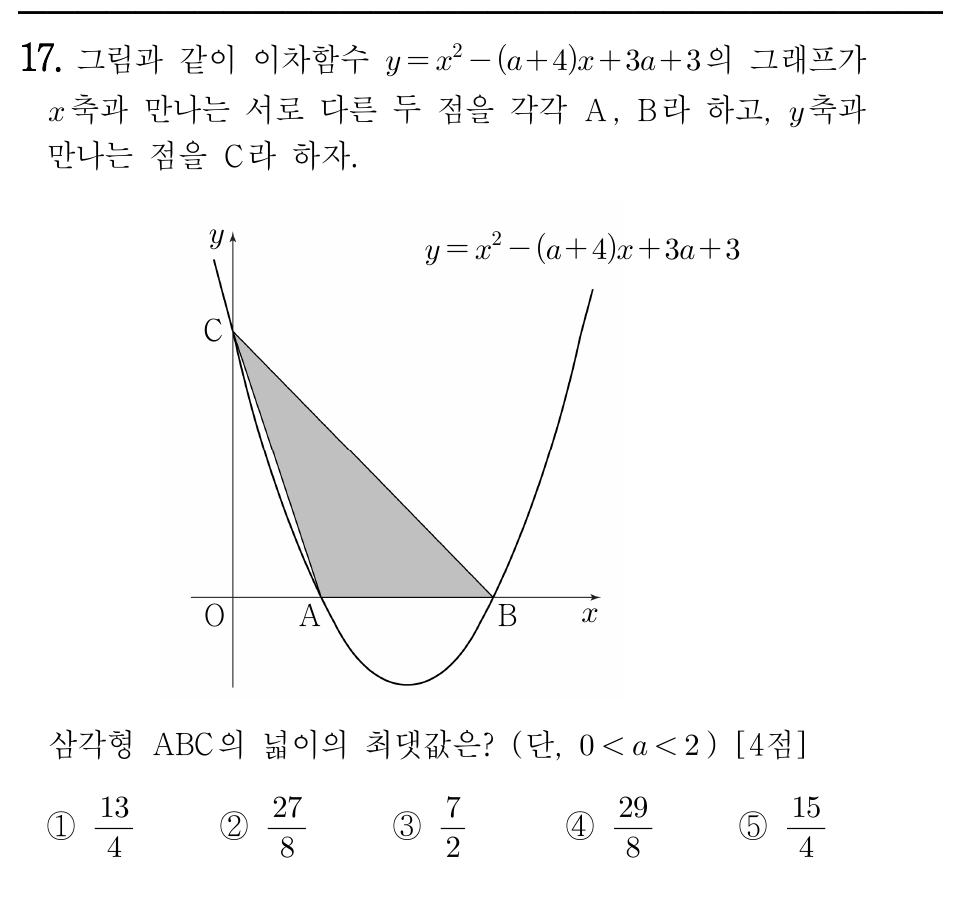 17. 그림과 같이 이차함수 y=x²-(a+4)x+3a+3의 그래프가
x축과 만나는 서로 다른 두 점을 각각 A, B라 하고, y축과
만나는 점을 C라 하자.
y
y=x²-(a+4)x+3a+3
C
O A B x
삼각형 ABC의 넓이의 최댓값은? (단, 0<a<2) [4점]
① 13/4 ② 27/8 ③ 7/2 ④ 29/8 ⑤ 15/4